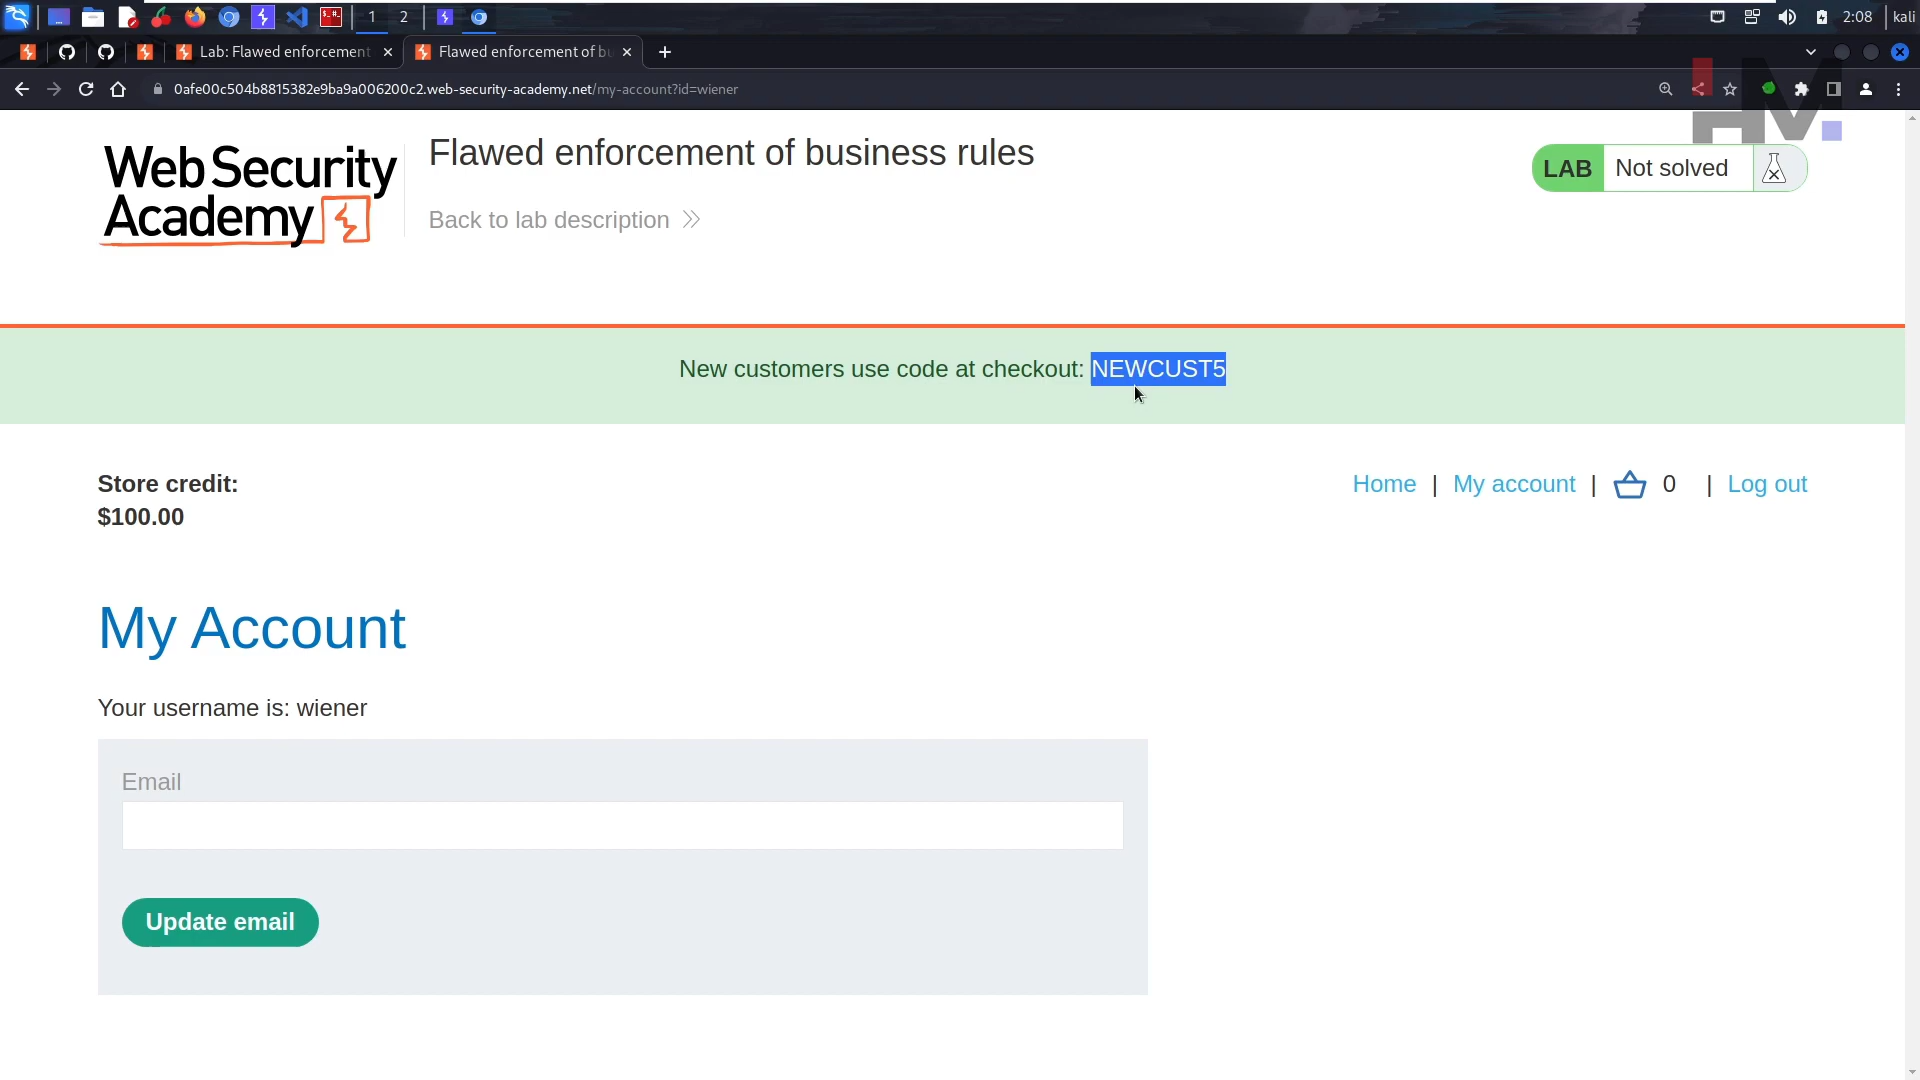 1 2 2:08 kali
Lab: Flawed enforcement
Flawed enforcement of bu
0afe00c504b8815382e9ba9a006200c2.web-security-academy.net/my-account?id=wiener
Web Security
Academy
Flawed enforcement of business rules
Back to lab description
LAB Not solved
HM
New customers use code at checkout: NEWCUST5
Store credit:
$100.00
Home | My account | 0 | Log out
My Account
Your username is: wiener
Email
Update email